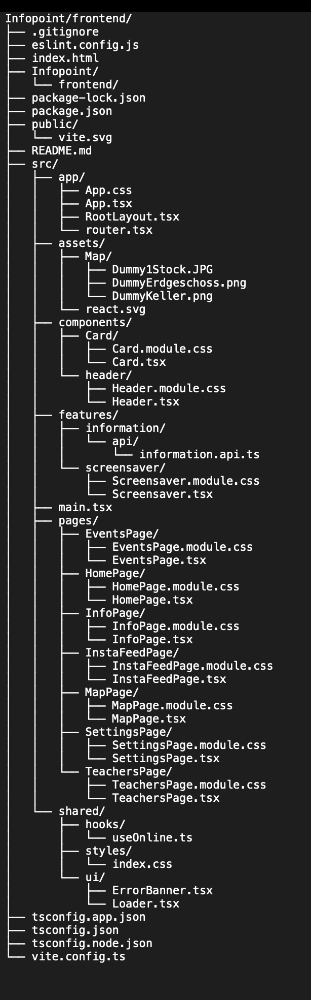 Infopoint/frontend/
├── .gitignore
├── eslint.config.js
├── index.html
├── Infopoint/
│   └── frontend/
├── package-lock.json
├── package.json
├── public/
│   └── vite.svg
├── README.md
├── src/
│   ├── app/
│   │   ├── App.css
│   │   ├── App.tsx
│   │   ├── RootLayout.tsx
│   │   └── router.tsx
│   ├── assets/
│   │   ├── Map/
│   │   │   ├── Dummy1Stock.JPG
│   │   │   ├── DummyErdgeschoss.png
│   │   │   └── DummyKeller.png
│   │   └── react.svg
│   ├── components/
│   │   ├── Card/
│   │   │   ├── Card.module.css
│   │   │   └── Card.tsx
│   │   └── header/
│   │       ├── Header.module.css
│   │       └── Header.tsx
│   ├── features/
│   │   ├── information/
│   │   │   └── api/
│   │   │       └── information.api.ts
│   │   └── screensaver/
│   │       ├── Screensaver.module.css
│   │       └── Screensaver.tsx
│   ├── main.tsx
│   ├── pages/
│   │   ├── EventsPage/
│   │   │   ├── EventsPage.module.css
│   │   │   └── EventsPage.tsx
│   │   ├── HomePage/
│   │   │   ├── HomePage.module.css
│   │   │   └── HomePage.tsx
│   │   ├── InfoPage/
│   │   │   ├── InfoPage.module.css
│   │   │   └── InfoPage.tsx
│   │   ├── InstaFeedPage/
│   │   │   ├── InstaFeedPage.module.css
│   │   │   └── InstaFeedPage.tsx
│   │   ├── MapPage/
│   │   │   ├── MapPage.module.css
│   │   │   └── MapPage.tsx
│   │   ├── SettingsPage/
│   │   │   ├── SettingsPage.module.css
│   │   │   └── SettingsPage.tsx
│   │   └── TeachersPage/
│   │       ├── TeachersPage.module.css
│   │       └── TeachersPage.tsx
│   └── shared/
│       ├── hooks/
│       │   └── useOnline.ts
│       ├── styles/
│       │   └── index.css
│       └── ui/
│           ├── ErrorBanner.tsx
│           └── Loader.tsx
├── tsconfig.app.json
├── tsconfig.json
├── tsconfig.node.json
└── vite.config.ts